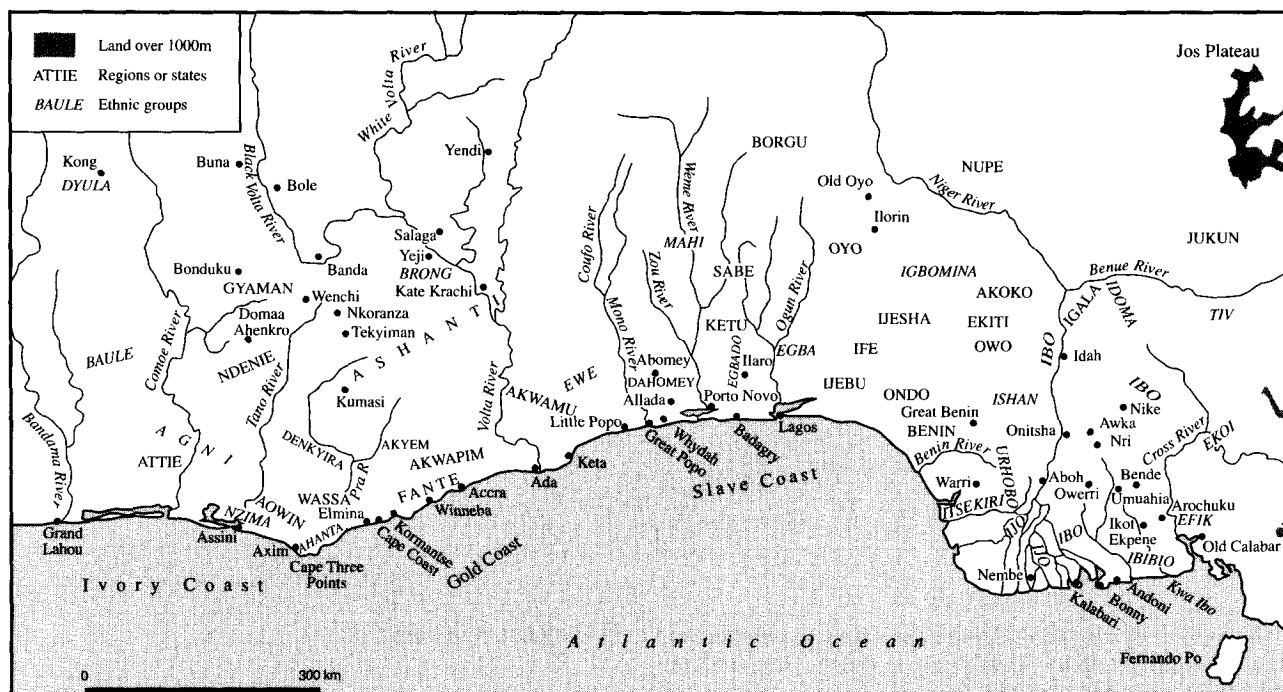 Land over 1000m
ATTIE Regions or states
BAULE Ethnic groups
Jos Plateau
White Volta River
Black Volta River
Kong
DYULA
Buna
Bole
Yendi
BORGU
NUPE
Old Oyo
Niger River
Ilorin
OYO
JUKUN
Salaga
Yeji
BRONG
Kate Krachi
Banda
Bonduku
GYAMAN
Wenchi
Domaa
Ahenkro
Nkoranza
Tekyiman
Coufo River
Weme River
MAHI
Zou River
SABE
Ogun River
Mono River
KETU
IGBOMINA
AKOKO
Benue River
IGALA
IDOMA
TIV
BAULE
Comoe River
NDENIE
Tano River
ASHANTI
Kumasi
Volta River
EWE
AKWAMU
Abomey
DAHOMEY
Allada
EGBADO
Ilaro
EGBA
IJESHA
EKITI
IFE
OWO
IBO
Idah
IJEBU
ONDO
ISHAN
Great Benin
BENIN
Benin River
Onitsha
IBO
Nike
Awka
Nri
Cross River
EKOI
Bandama River
AGNI
ATTIE
DENKYIRA
AKYEM
AKWAPIM
Pra R
FANTE
WASSA
AOWIN
NZIMA
AHANTA
Elmina
Little Popo
Great Popo
Whydah
Porto Novo
Badagry
Lagos
Keta
Ada
Accra
Winneba
Kormantse
Cape Coast
Gold Coast
Slave Coast
Grand
Lahou
Assini
Axim
Cape Three
Points
Ivory Coast
Warri
ITSEKIRI
URHOBO
Aboh
Owerri
Bende
Umuahia
Arochuku
EFIK
Ikot
Ekpene
IBIBIO
Old Calabar
IJO
IBO
IJO
Nembe
Kalabari
Bonny
Andoni
Kwa Ibo
Atlantic Ocean
Fernando Po
0 300 km